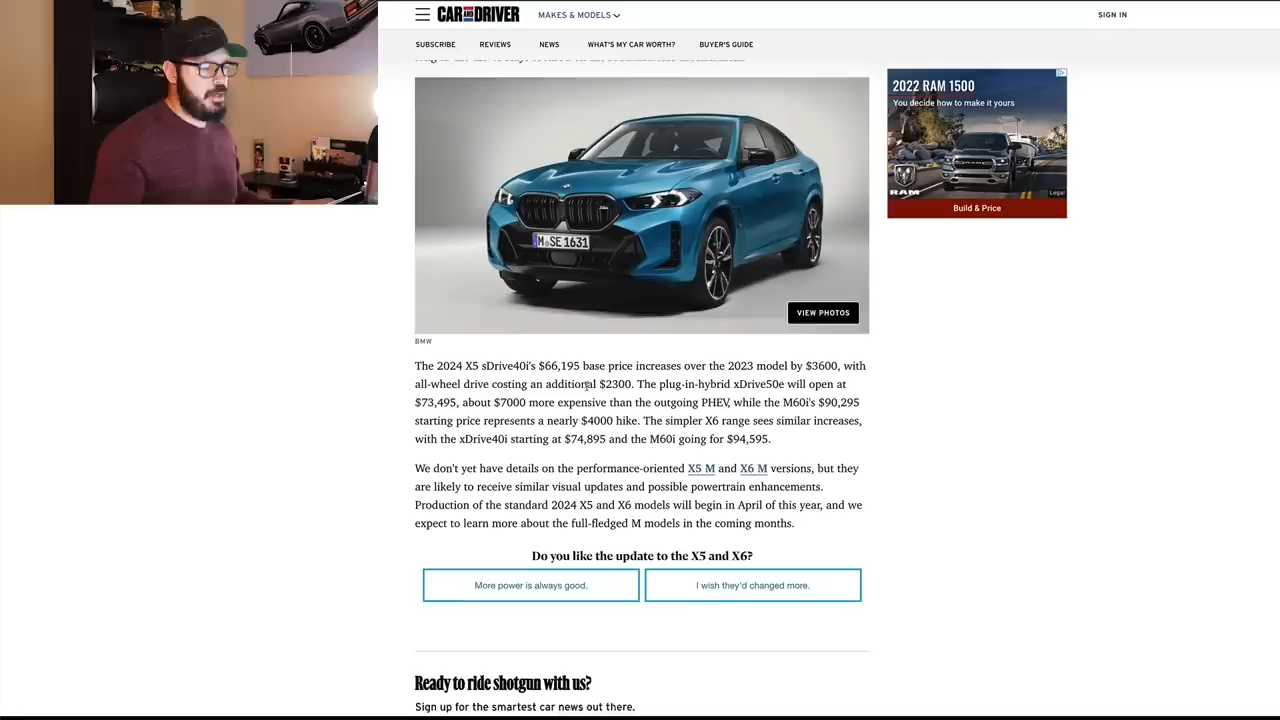 CAR AND DRIVER
MAKES & MODELS
SIGN IN
SUBSCRIBE
REVIEWS
NEWS
WHAT'S MY CAR WORTH?
BUYER'S GUIDE
2022 RAM 1500
You decide how to make it yours
RAM
Legal
Build & Price
M SE 1631
VIEW PHOTOS
BMW
The 2024 X5 sDrive40i's $66,195 base price increases over the 2023 model by $3600, with
all-wheel drive costing an additional $2300. The plug-in-hybrid xDrive50e will open at
$73,495, about $7000 more expensive than the outgoing PHEV, while the M60i's $90,295
starting price represents a nearly $4000 hike. The simpler X6 range sees similar increases,
with the xDrive40i starting at $74,895 and the M60i going for $94,595.
We don't yet have details on the performance-oriented X5 M and X6 M versions, but they
are likely to receive similar visual updates and possible powertrain enhancements.
Production of the standard 2024 X5 and X6 models will begin in April of this year, and we
expect to learn more about the full-fledged M models in the coming months.
Do you like the update to the X5 and X6?
More power is always good.
I wish they'd changed more.
Ready to ride shotgun with us?
Sign up for the smartest car news out there.